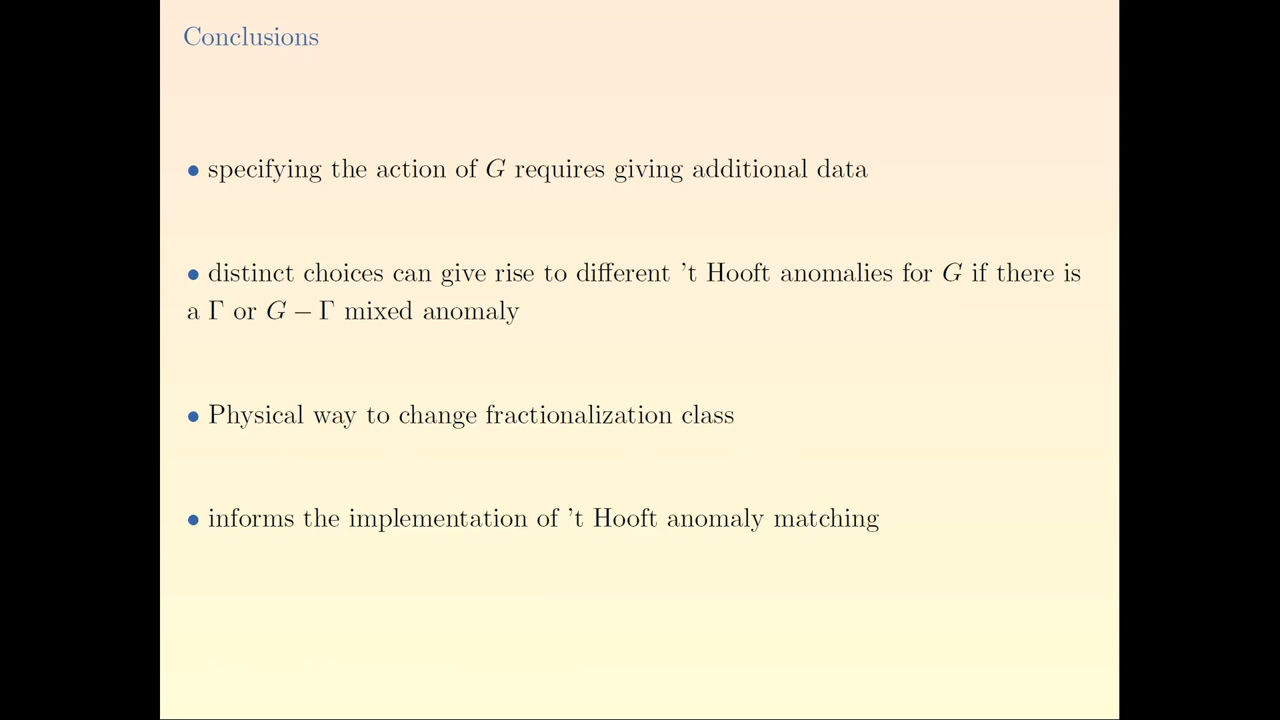 Conclusions
• specifying the action of G requires giving additional data
• distinct choices can give rise to different ’t Hooft anomalies for G if there is
a Γ or G − Γ mixed anomaly
• Physical way to change fractionalization class
• informs the implementation of ’t Hooft anomaly matching